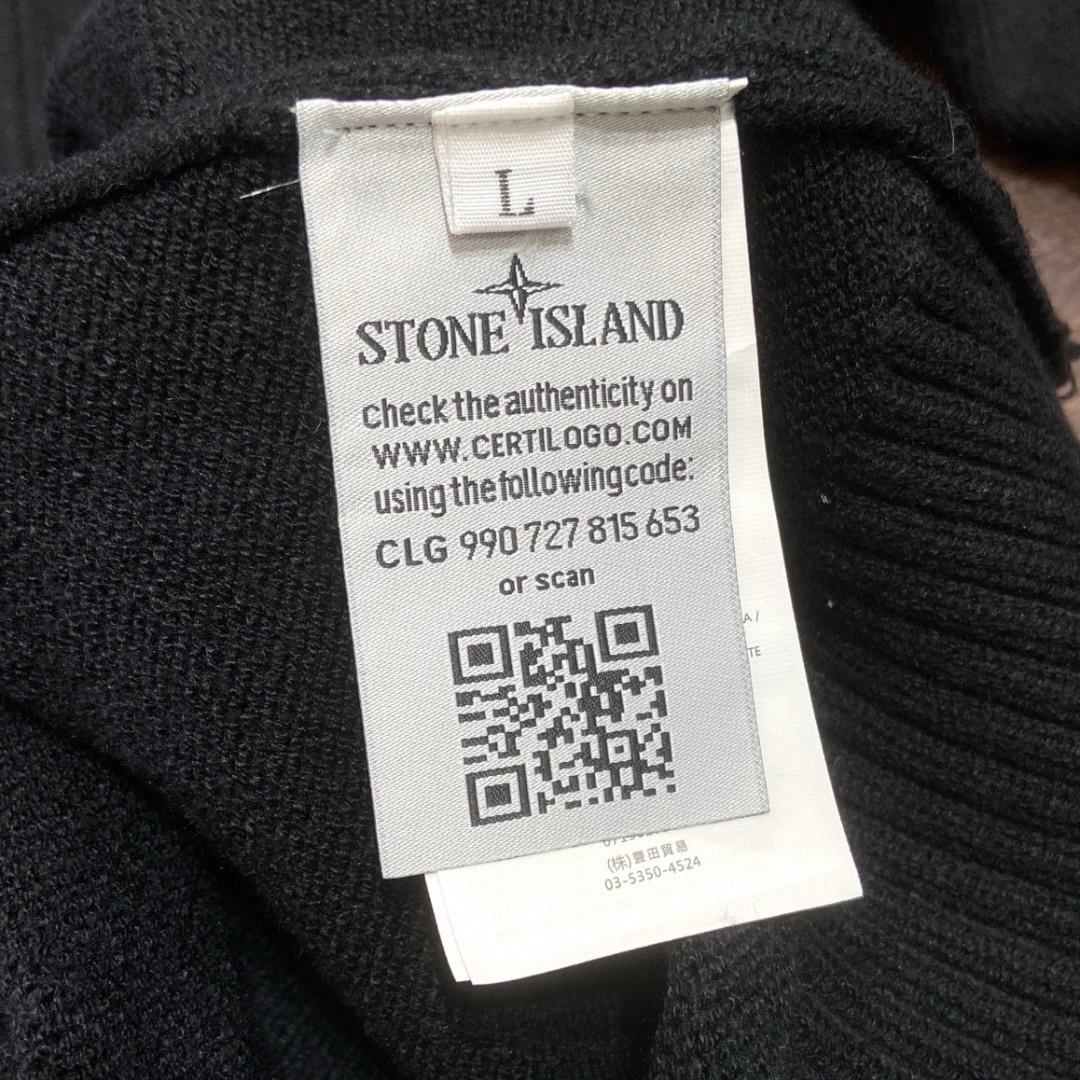 L
STONE ISLAND
check the authenticity on
WWW.CERTILOGO.COM
using the following code:
CLG 990 727 815 653
or scan
A /
TE
(株)豊田貿易
03-5350-4524